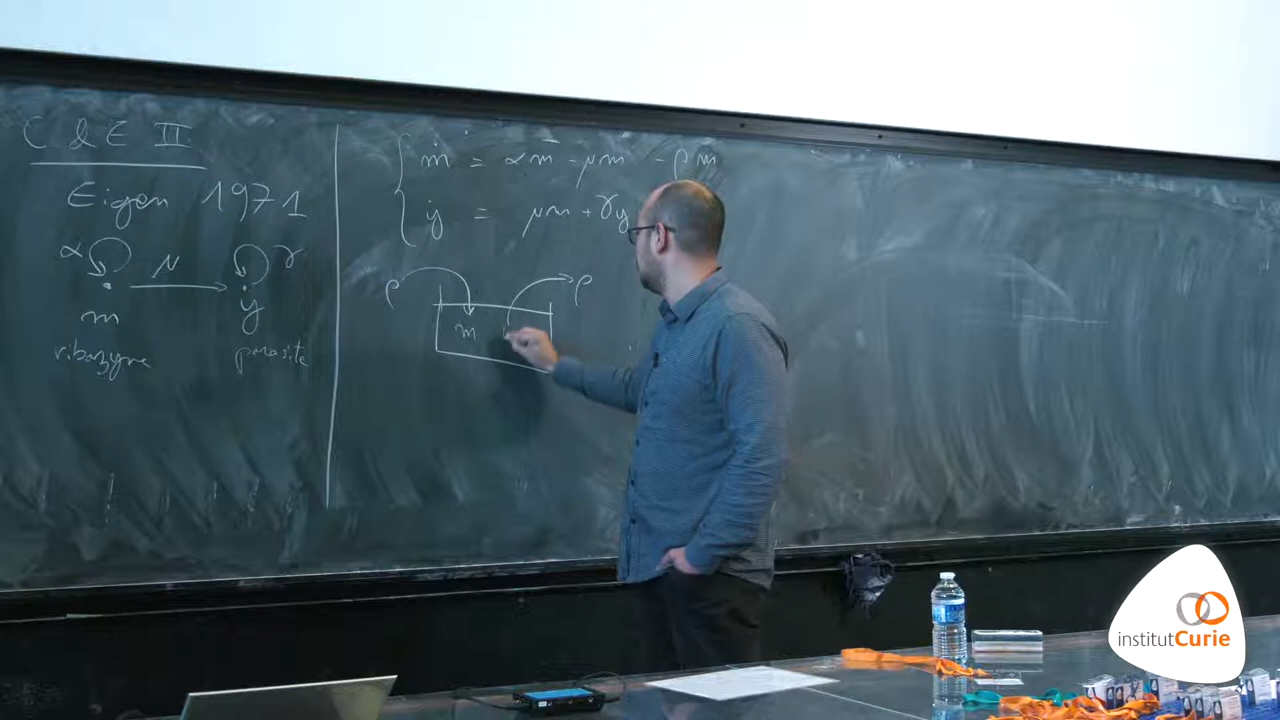 C & E II
Eigen 1971
α μ γ
m y
ribozyme parasite
ṁ = αm - μm - ρm
ẏ = μm + γy
ρ ρ
m
institutCurie